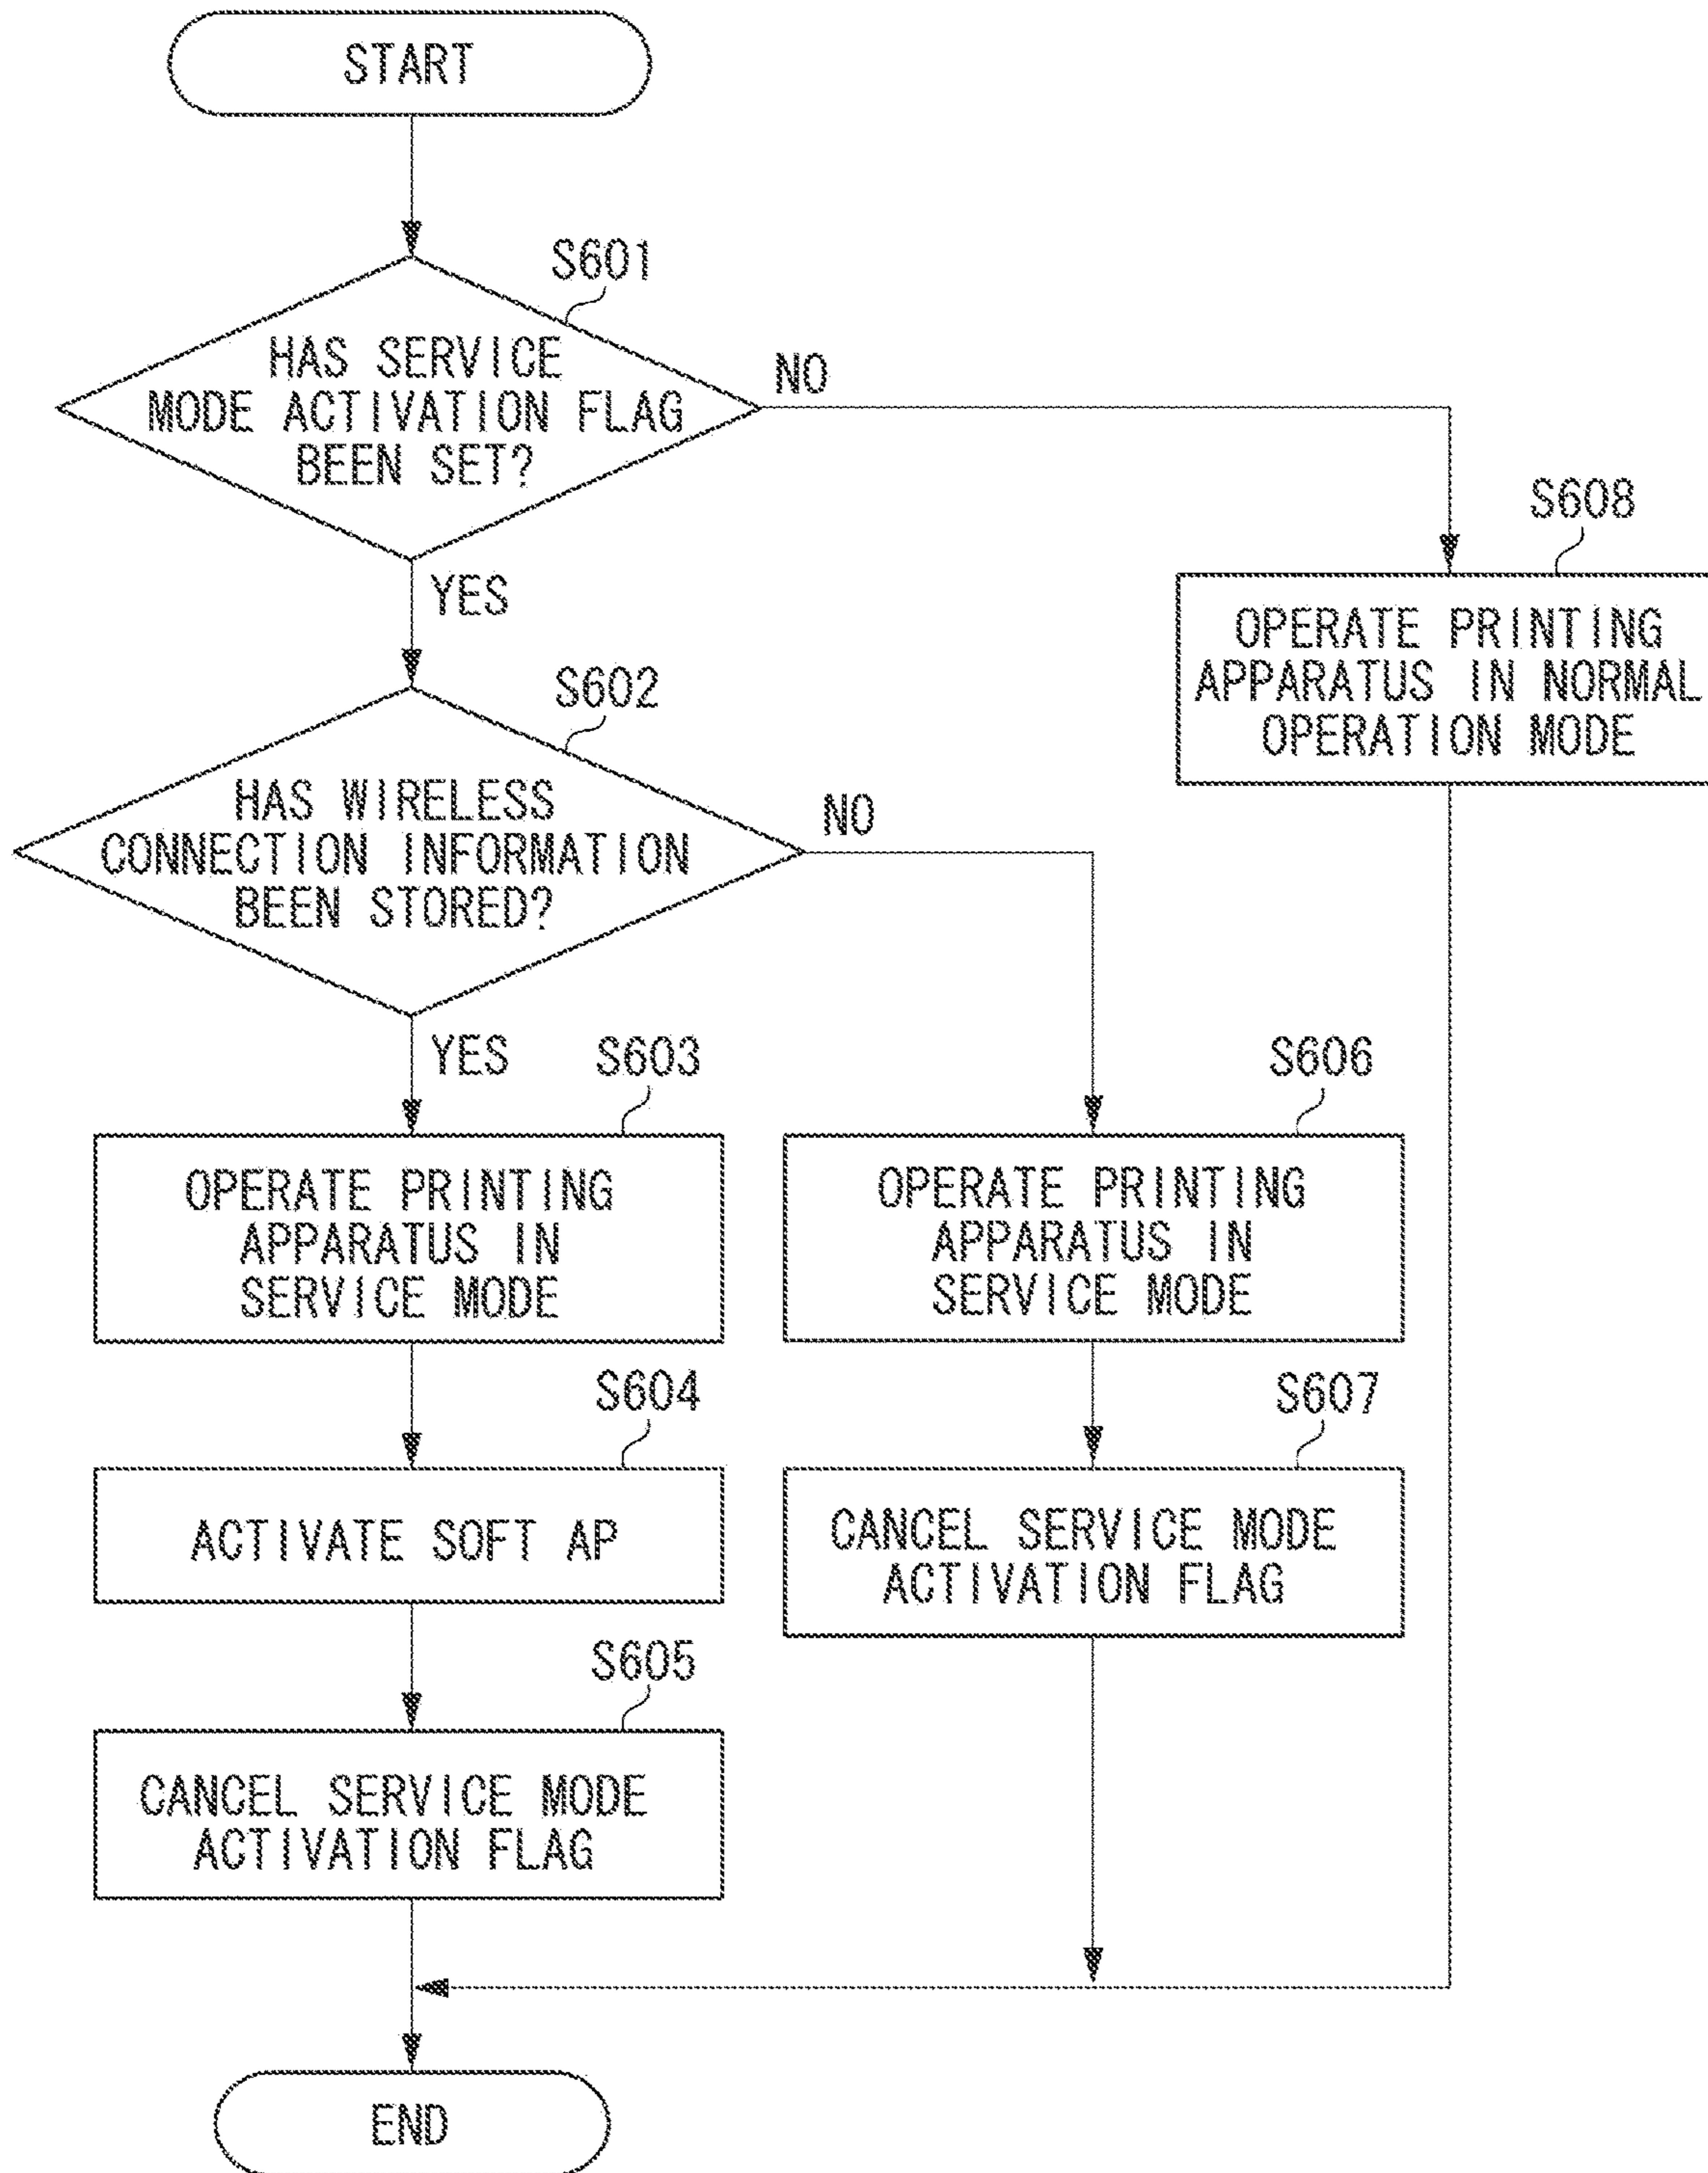 START
S601
HAS SERVICE
MODE ACTIVATION FLAG
BEEN SET?
NO
YES
S608
OPERATE PRINTING
APPARATUS IN NORMAL
OPERATION MODE
S602
HAS WIRELESS
CONNECTION INFORMATION
BEEN STORED?
NO
YES
S603
OPERATE PRINTING
APPARATUS IN
SERVICE MODE
S606
OPERATE PRINTING
APPARATUS IN
SERVICE MODE
S604
ACTIVATE SOFT AP
S607
CANCEL SERVICE MODE
ACTIVATION FLAG
S605
CANCEL SERVICE MODE
ACTIVATION FLAG
END